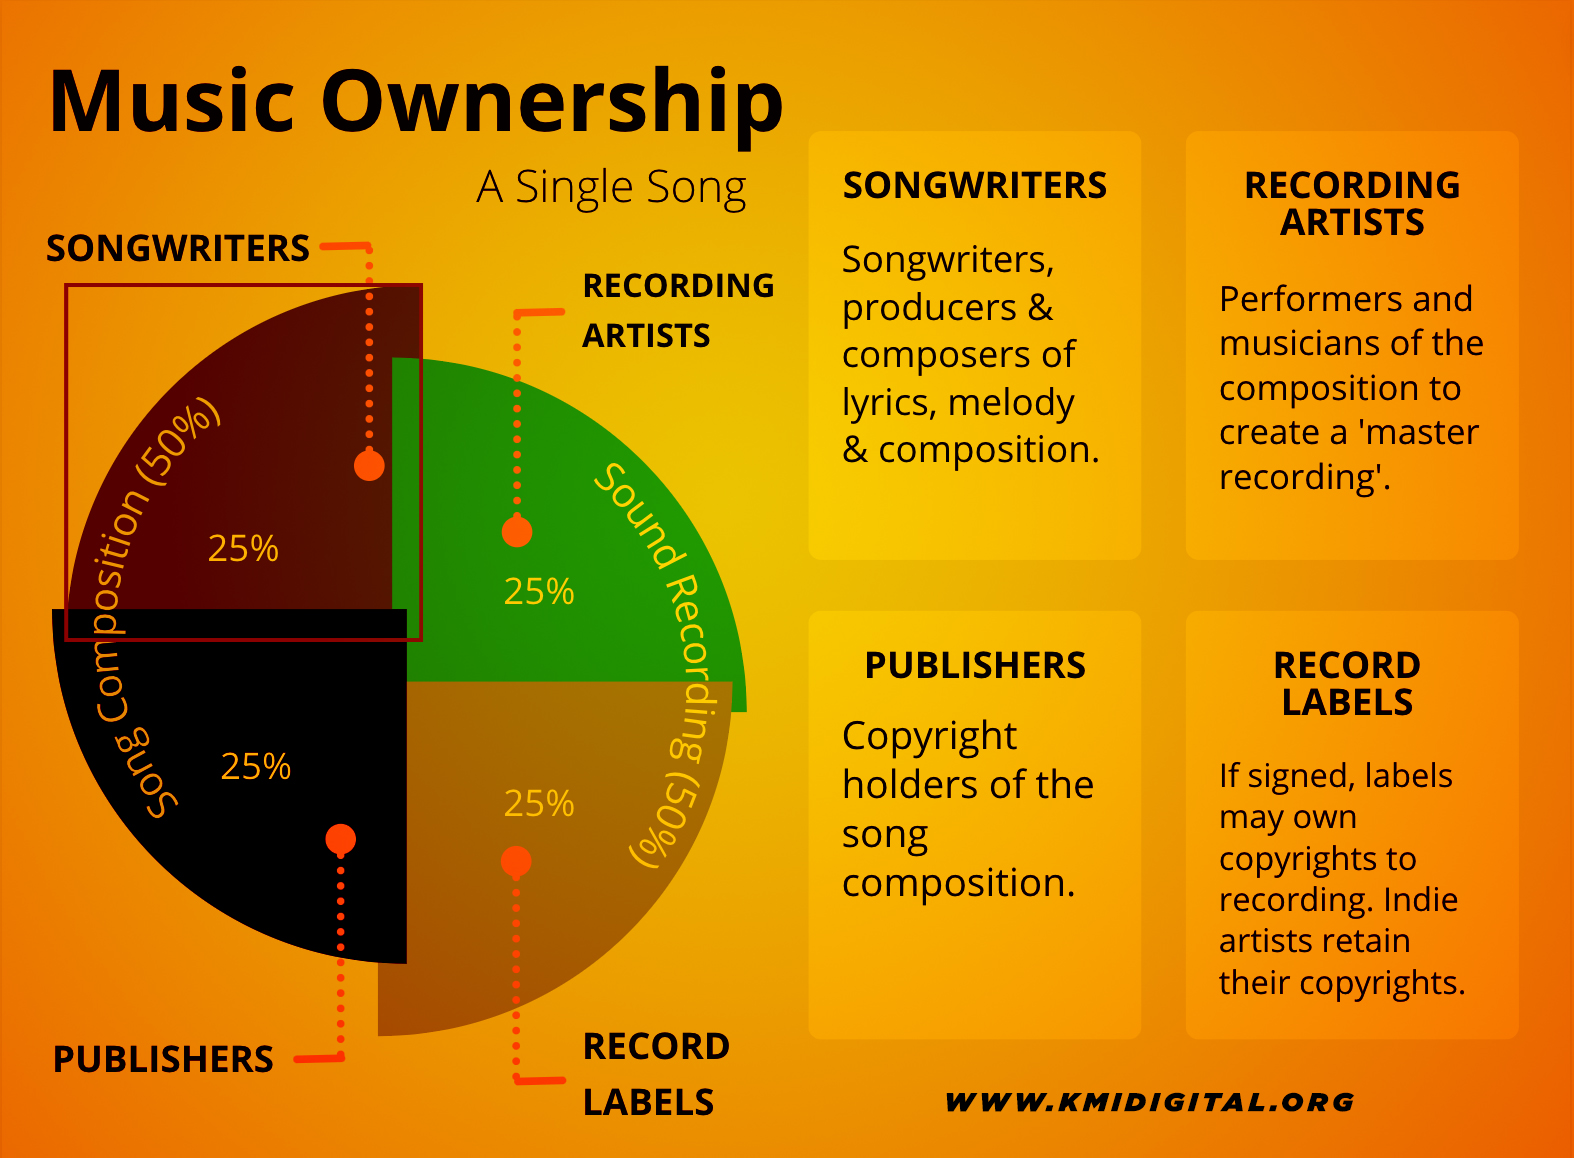 Music Ownership
A Single Song
SONGWRITERS
RECORDING
ARTISTS
Song Composition (50%)
25%
Sound Recording (50%)
25%
25%
25%
PUBLISHERS
RECORD
LABELS
SONGWRITERS
Songwriters,
producers &
composers of
lyrics, melody
& composition.
RECORDING
ARTISTS
Performers and
musicians of the
composition to
create a 'master
recording'.
PUBLISHERS
Copyright
holders of the
song
composition.
RECORD
LABELS
If signed, labels
may own
copyrights to
recording. Indie
artists retain
their copyrights.
WWW.KMIDIGITAL.ORG